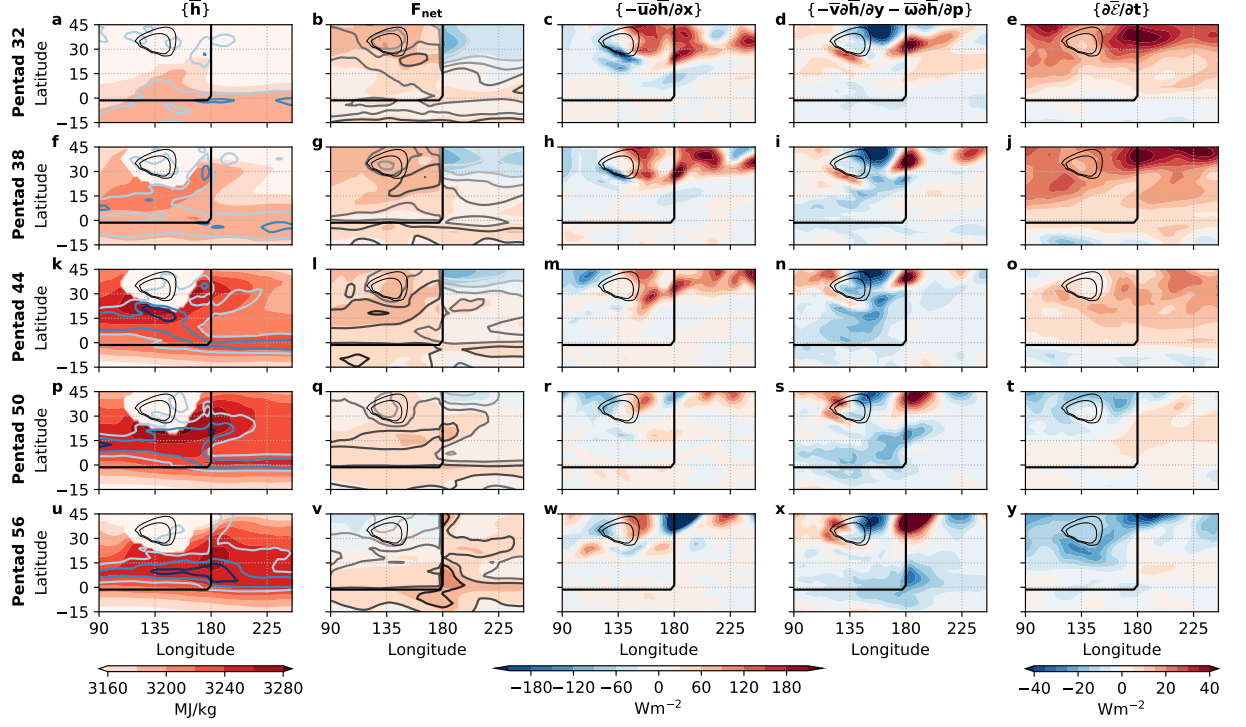 {h̅} F_net {−u̅∂h̅/∂x} {−v̅∂h̅/∂y − ω̅∂h̅/∂p} {∂ℰ̅/∂t}
Pentad 32 Latitude 45 30 15 0 −15 a b c d e
Pentad 38 Latitude 45 30 15 0 −15 f g h i j
Pentad 44 Latitude 45 30 15 0 −15 k l m n o
Pentad 50 Latitude 45 30 15 0 −15 p q r s t
Pentad 56 Latitude 45 30 15 0 −15 u v w x y
90 135 180 225 90 135 180 225 90 135 180 225 90 135 180 225 90 135 180 225
Longitude Longitude Longitude Longitude Longitude
3160 3200 3240 3280 −180 −120 −60 0 60 120 180 −40 −20 0 20 40
MJ/kg Wm⁻² Wm⁻²